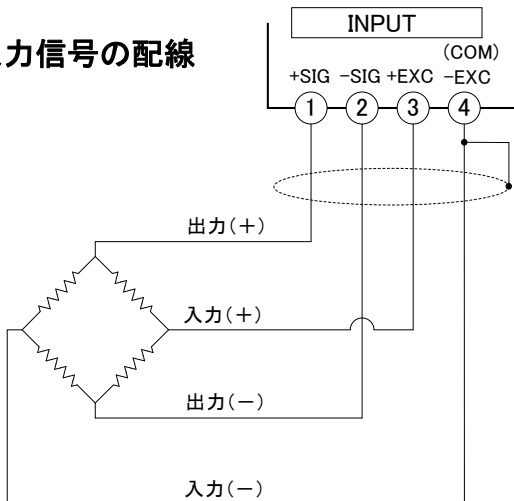 力信号の配線
INPUT
(COM)
+SIG −SIG +EXC −EXC
1 2 3 4
出力(+)
入力(+)
出力(−)
入力(−)